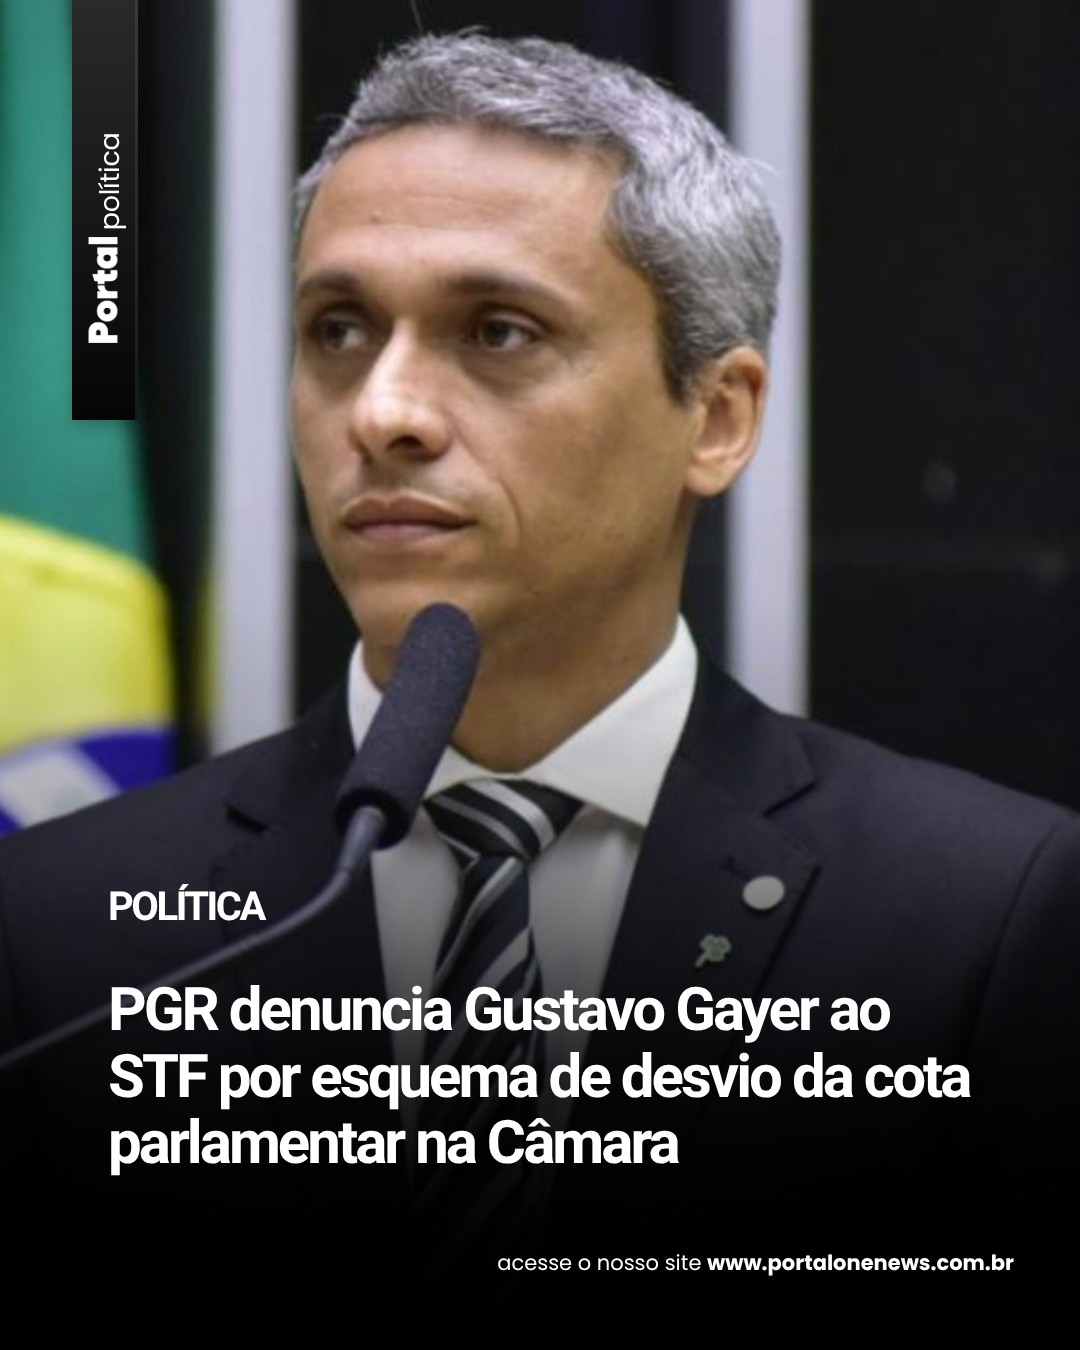 Portal política
POLÍTICA
PGR denuncia Gustavo Gayer ao
STF por esquema de desvio da cota
parlamentar na Câmara
acesse o nosso site www.portalonenews.com.br